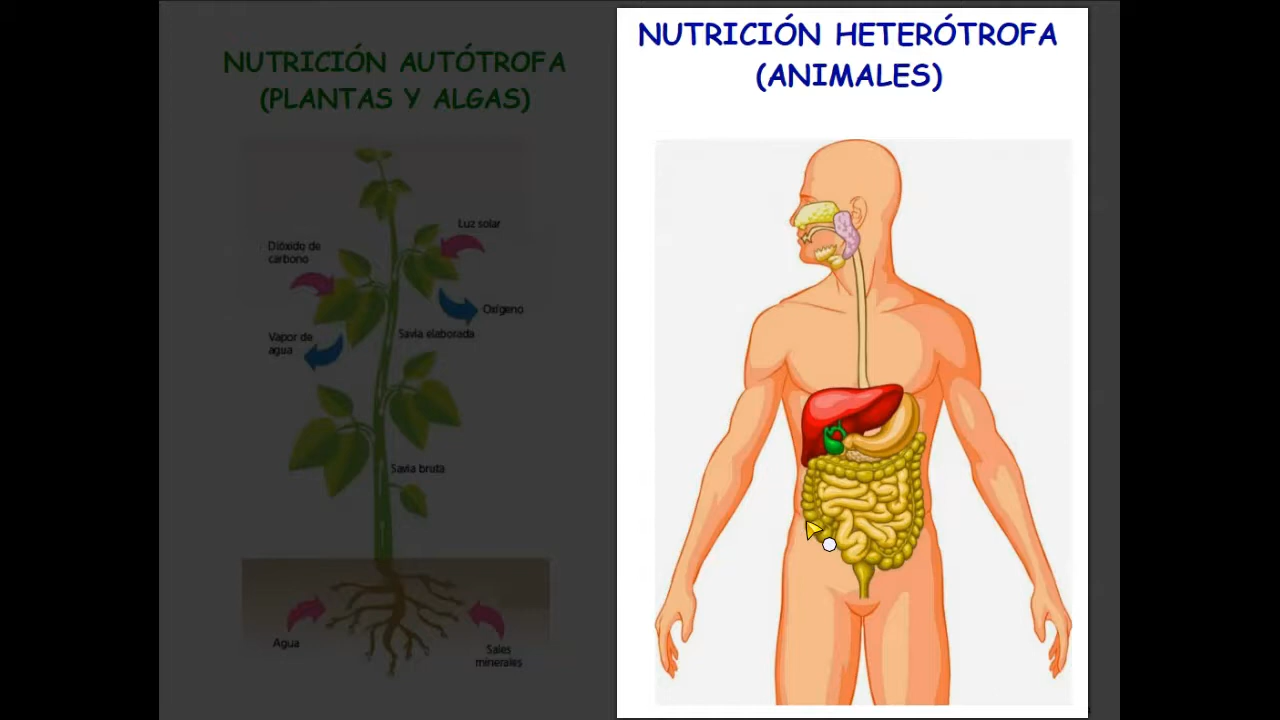 NUTRICIÓN AUTÓTROFA
(PLANTAS Y ALGAS)
Luz solar
Dióxido de
carbono
Oxígeno
Savia elaborada
Vapor de
agua
Savia bruta
Agua
Sales
minerales
NUTRICIÓN HETERÓTROFA
(ANIMALES)